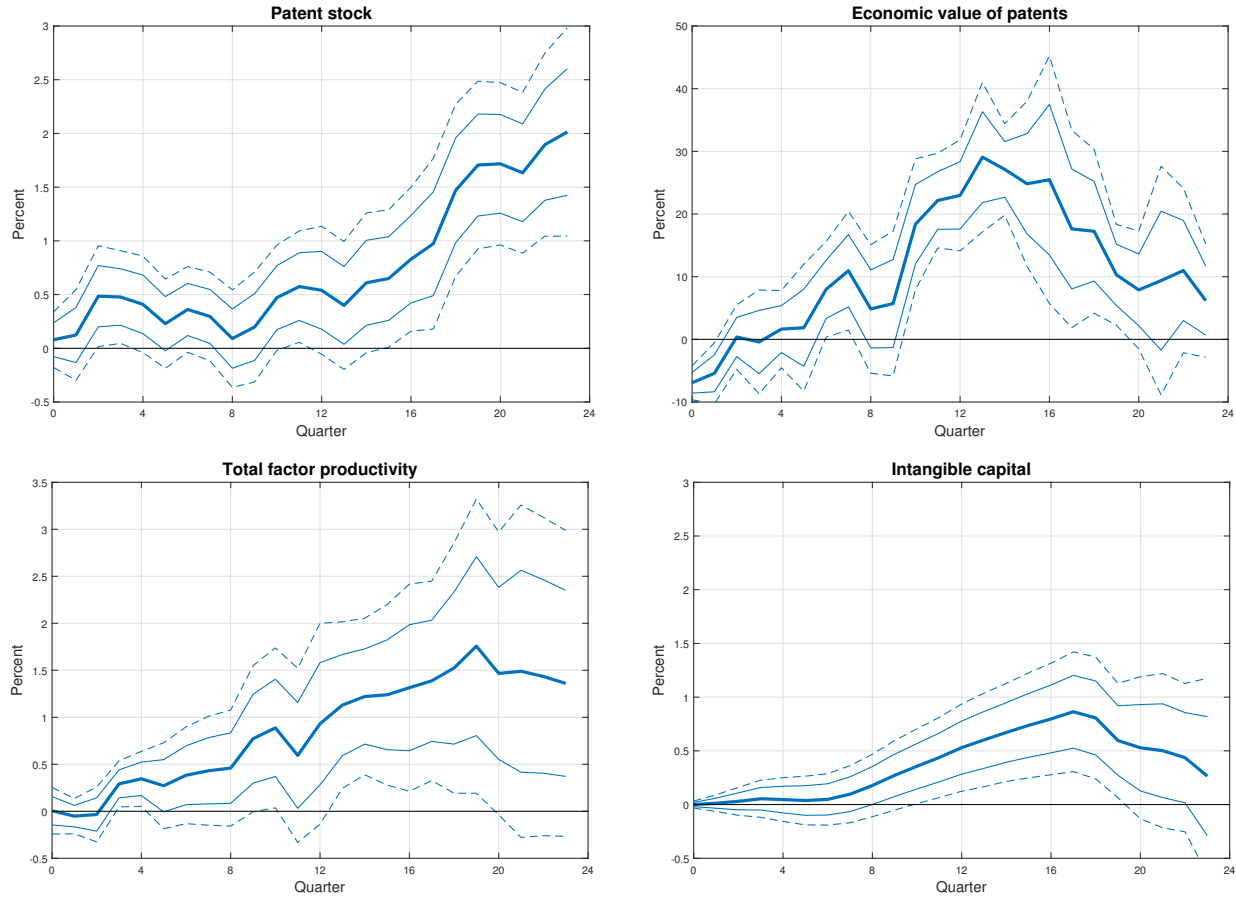 Patent stock
3
2.5
2
1.5
1
0.5
0
-0.5
Percent
0 4 8 12 16 20 24
Quarter
Economic value of patents
50
40
30
20
10
0
-10
Percent
0 4 8 12 16 20 24
Quarter
Total factor productivity
3.5
3
2.5
2
1.5
1
0.5
0
-0.5
Percent
0 4 8 12 16 20 24
Quarter
Intangible capital
3
2.5
2
1.5
1
0.5
0
-0.5
Percent
0 4 8 12 16 20 24
Quarter